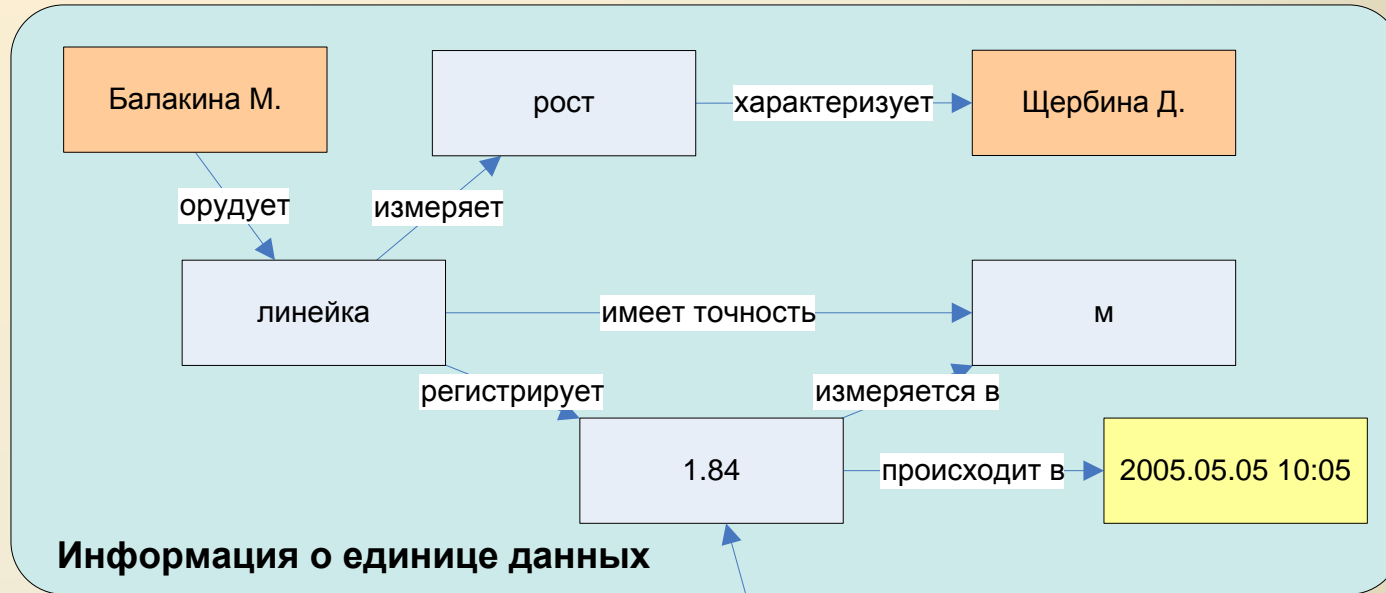 Балакина М.
рост
характеризует
Щербина Д.
орудует
измеряет
линейка
имеет точность
м
регистрирует
измеряется в
1.84
происходит в
2005.05.05 10:05
Информация о единице данных